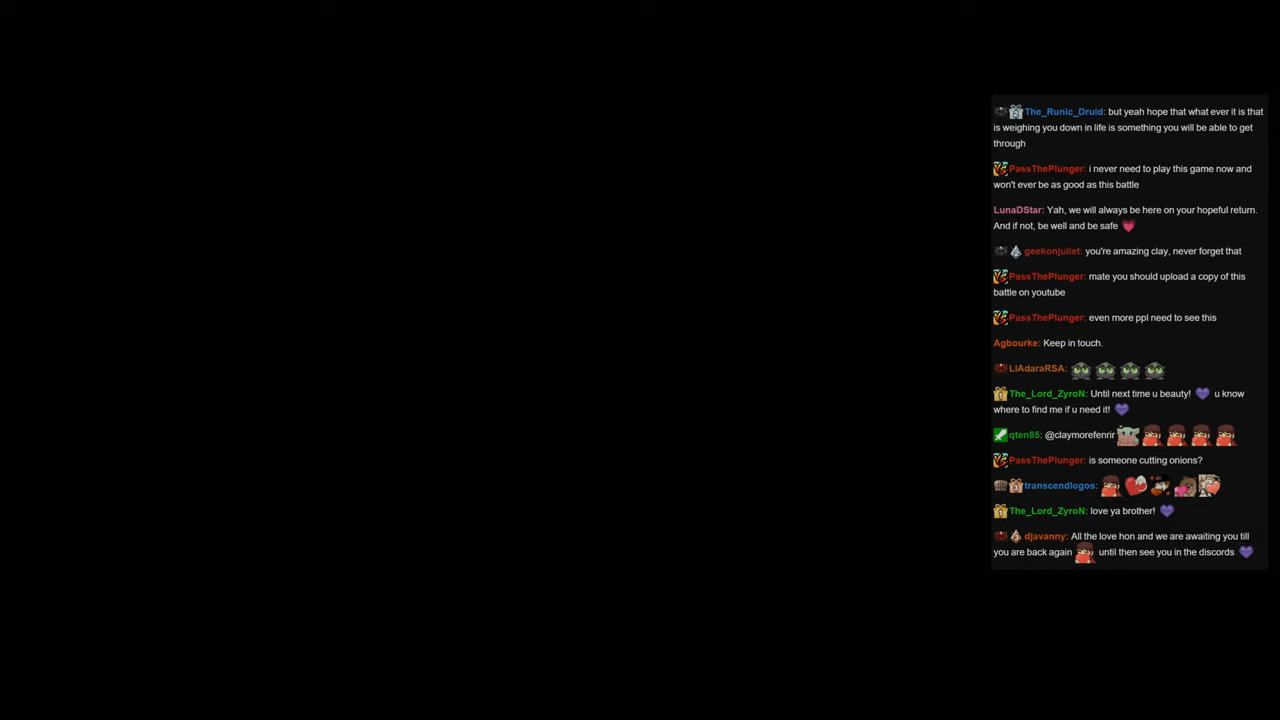 The_Runic_Druid: but yeah hope that what ever it is that
is weighing you down in life is something you will be able to get
through
PassThePlunger: i never need to play this game now and
won't ever be as good as this battle
LunaDStar: Yah, we will always be here on your hopeful return.
And if not, be well and be safe
geekonjuliet: you're amazing clay, never forget that
PassThePlunger: mate you should upload a copy of this
battle on youtube
PassThePlunger: even more ppl need to see this
Agbourke: Keep in touch.
LiAdaraRSA:
The_Lord_ZyroN: Until next time u beauty! u know
where to find me if u need it!
qten85: @claymorefenrir
PassThePlunger: is someone cutting onions?
transcendlogos:
The_Lord_ZyroN: love ya brother!
djavanny: All the love hon and we are awaiting you till
you are back again until then see you in the discords